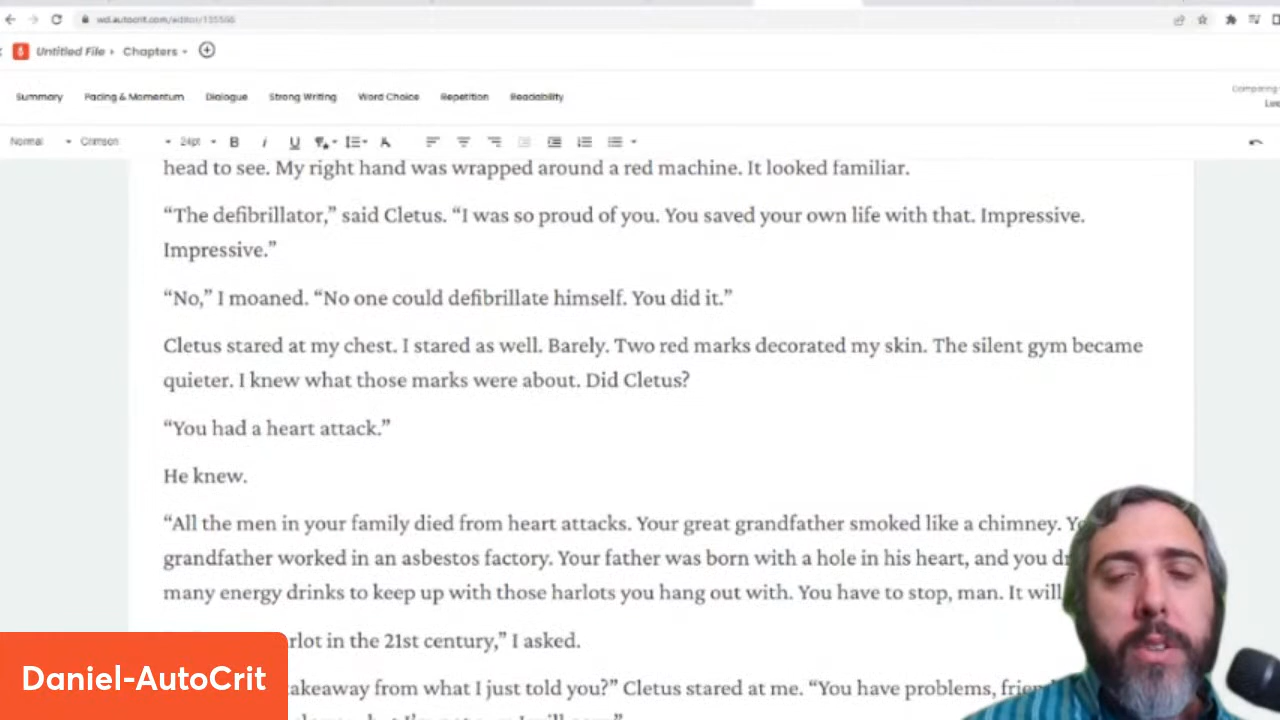 wd.autocrit.com/editor/135586
Untitled File Chapters
Summary Pacing & Momentum Dialogue Strong Writing Word Choice Repetition Readability
Comparing
Normal Crimson 24pt B i U
head to see. My right hand was wrapped around a red machine. It looked familiar.
“The defibrillator,” said Cletus. “I was so proud of you. You saved your own life with that. Impressive.
Impressive.”
“No,” I moaned. “No one could defibrillate himself. You did it.”
Cletus stared at my chest. I stared as well. Barely. Two red marks decorated my skin. The silent gym became
quieter. I knew what those marks were about. Did Cletus?
“You had a heart attack.”
He knew.
“All the men in your family died from heart attacks. Your great grandfather smoked like a chimney.
grandfather worked in an asbestos factory. Your father was born with a hole in his heart, and you
many energy drinks to keep up with those harlots you hang out with. You have to stop, man. It will
in the 21st century,” I asked.
from what I just told you?” Cletus stared at me. “You have problems,
Daniel-AutoCrit